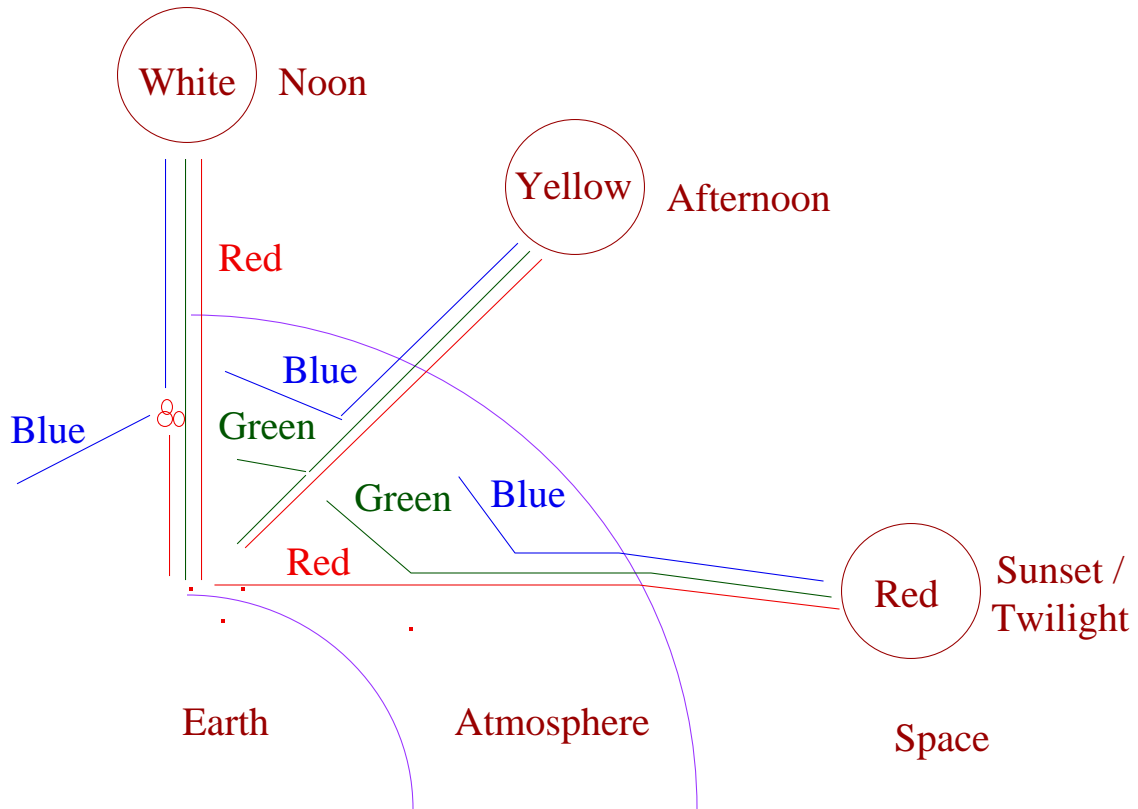 White
Noon
Yellow
Afternoon
Red
Blue
Green
Blue
Green
Blue
Red
Red
Sunset /
Twilight
Earth
Atmosphere
Space